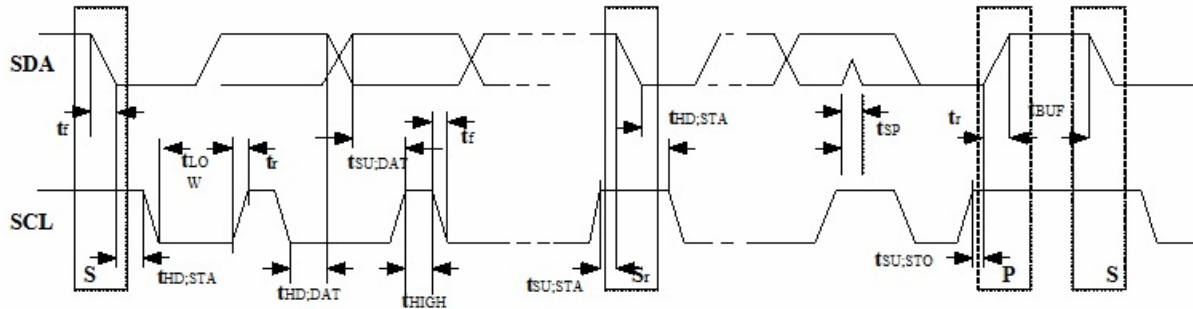 SDA
tf
tLO
W
tr
tSU;DAT
tf
tHD;STA
tSP
tr
tBUF
SCL
S
tHD;STA
tHD;DAT
tHIGH
tSU;STA
Sr
tSU;STO
P
S